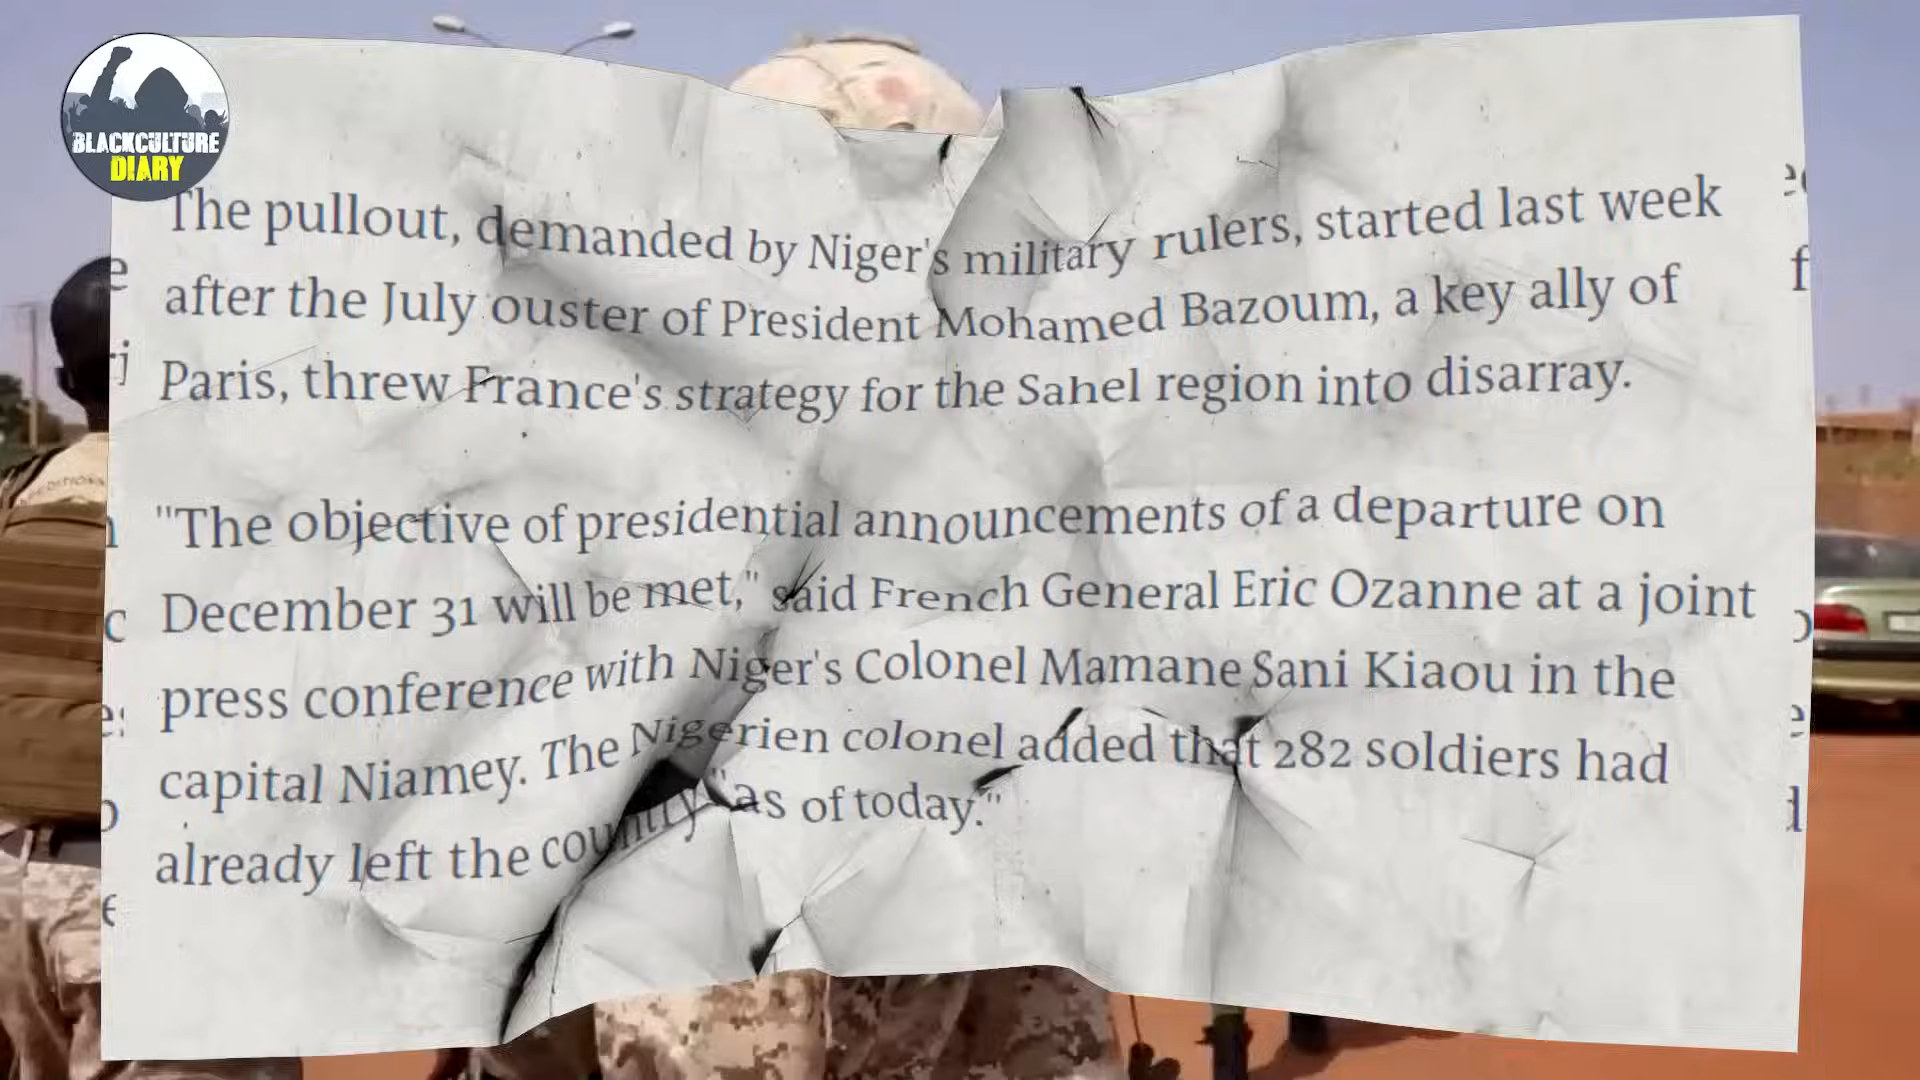 BLACKCULTURE
DIARY
The pullout, demanded by Niger's military rulers, started last week
after the July ouster of President Mohamed Bazoum, a key ally of
Paris, threw France's strategy for the Sahel region into disarray.
"The objective of presidential announcements of a departure on
December 31 will be met," said French General Eric Ozanne at a joint
press conference with Niger's Colonel Mamane Sani Kiaou in the
capital Niamey. The Nigerien colonel added that 282 soldiers had
already left the country "as of today."